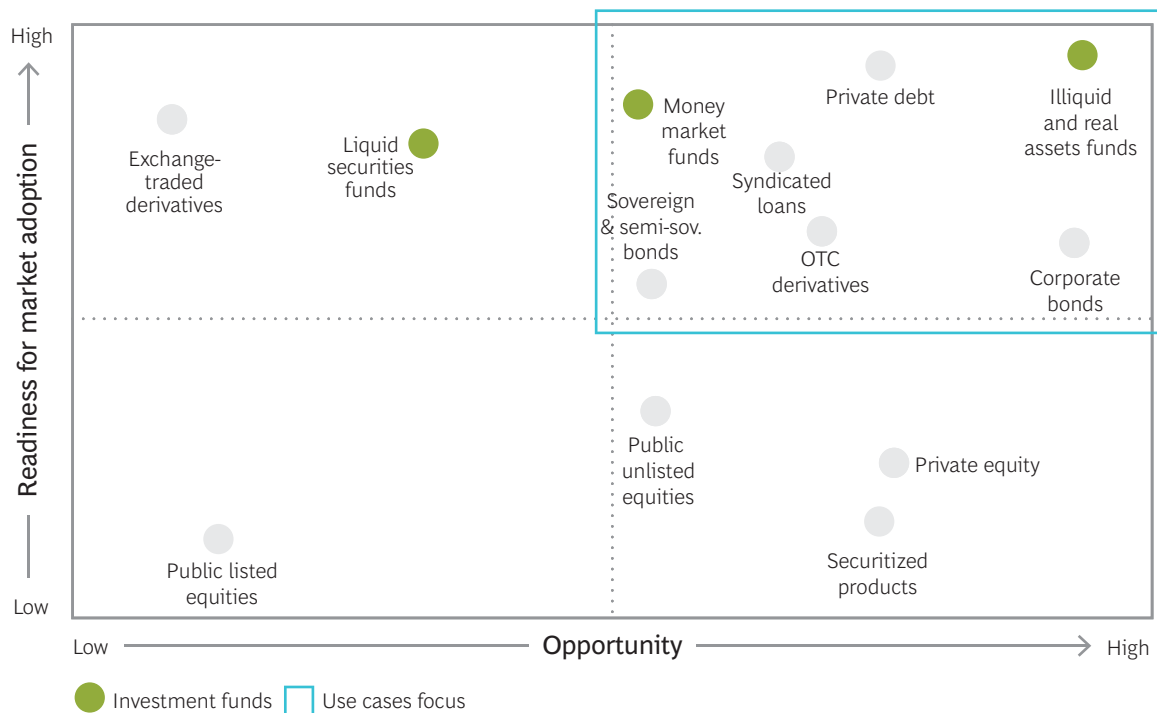 High
Readiness for market adoption
Low
Exchange-
traded
derivatives
Liquid
securities
funds
Money
market
funds
Private debt
Illiquid
and real
assets funds
Syndicated
loans
Sovereign
& semi-sov.
bonds
OTC
derivatives
Corporate
bonds
Public
unlisted
equities
Private equity
Securitized
products
Public listed
equities
Low
Opportunity
High
Investment funds
Use cases focus